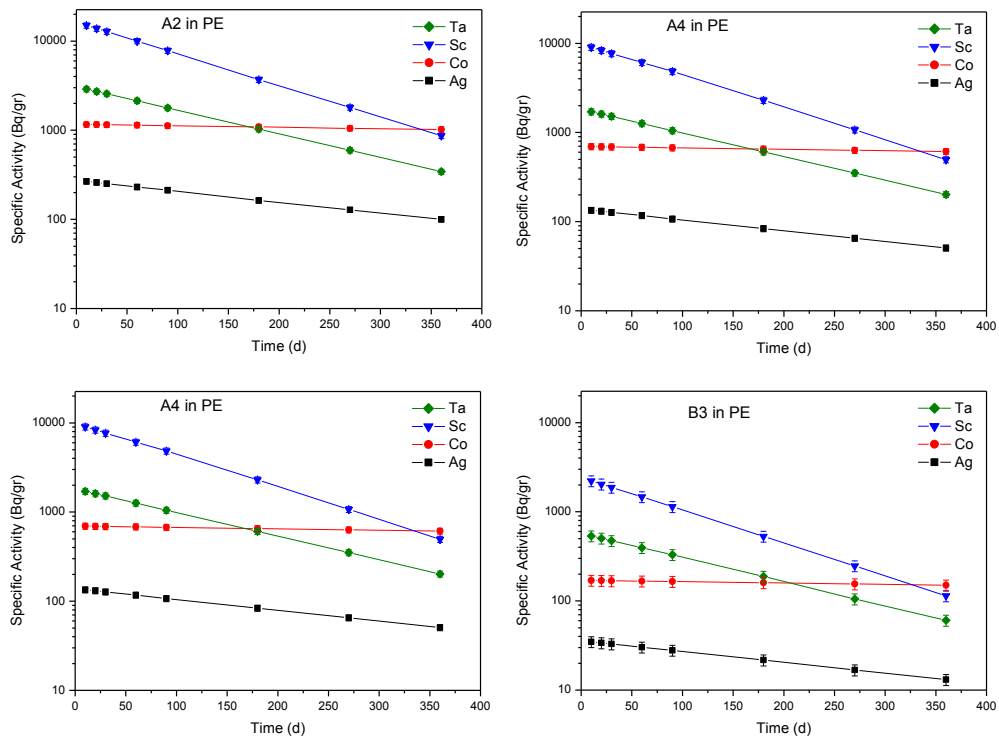 A2 in PE
Ta
Sc
Co
Ag
Specific Activity (Bq/gr)
10000
1000
100
10
0 50 100 150 200 250 300 350 400
Time (d)
A4 in PE
Ta
Sc
Co
Ag
Specific Activity (Bq/gr)
10000
1000
100
10
0 50 100 150 200 250 300 350 400
Time (d)
A4 in PE
Ta
Sc
Co
Ag
Specific Activity (Bq/gr)
10000
1000
100
10
0 50 100 150 200 250 300 350 400
Time (d)
B3 in PE
Ta
Sc
Co
Ag
Specific Activity (Bq/gr)
10000
1000
100
10
0 50 100 150 200 250 300 350 400
Time (d)